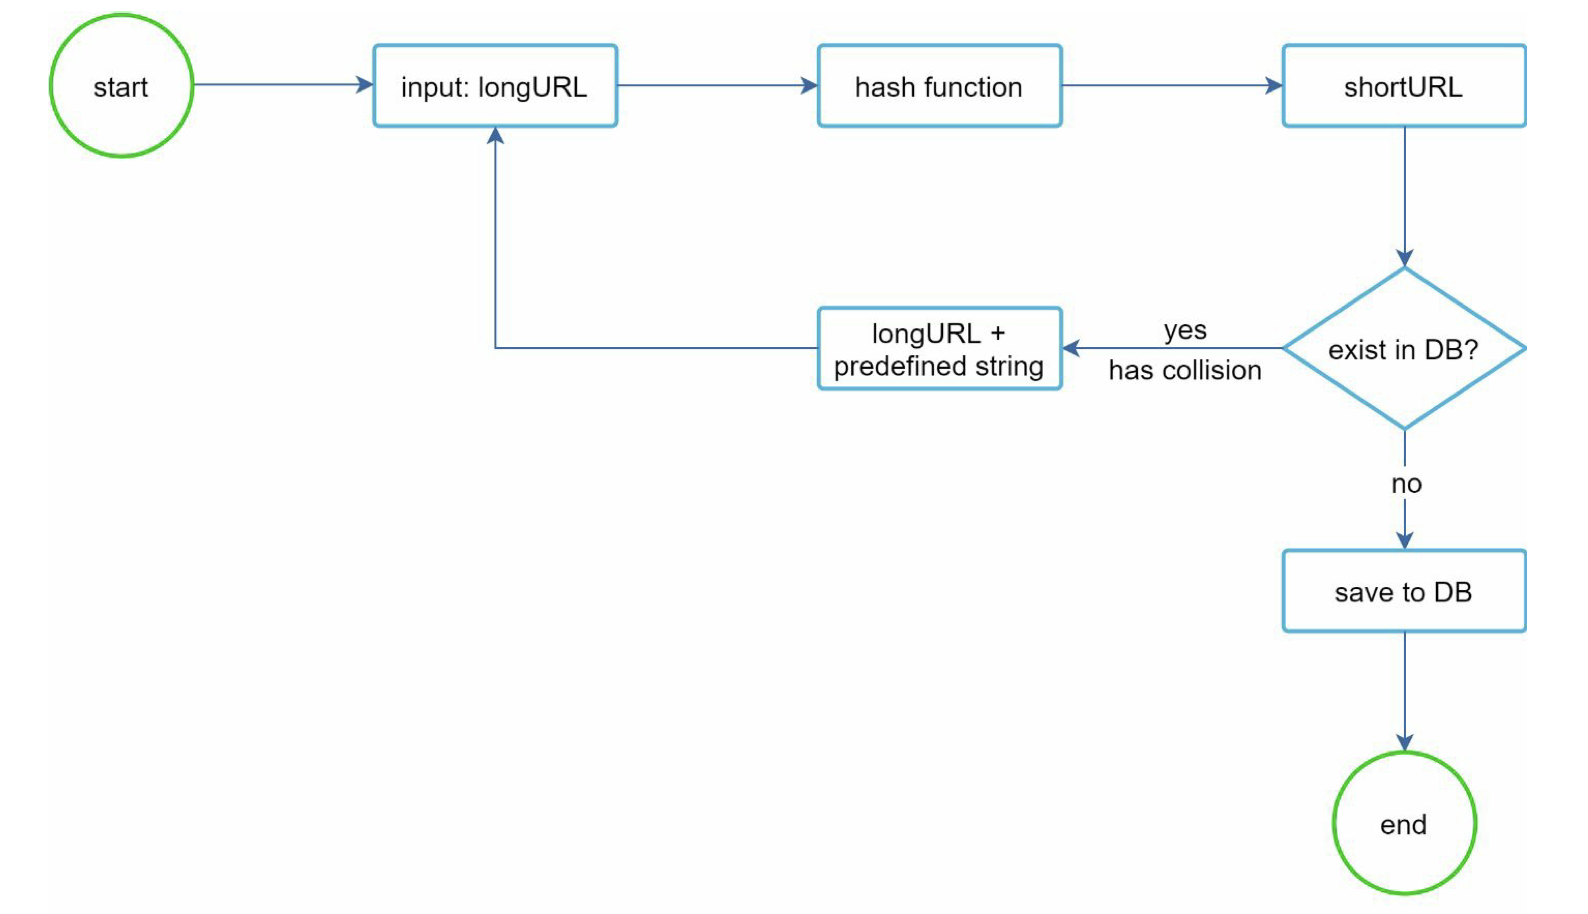 start
input: longURL
hash function
shortURL
longURL +
predefined string
yes
has collision
exist in DB?
no
save to DB
end